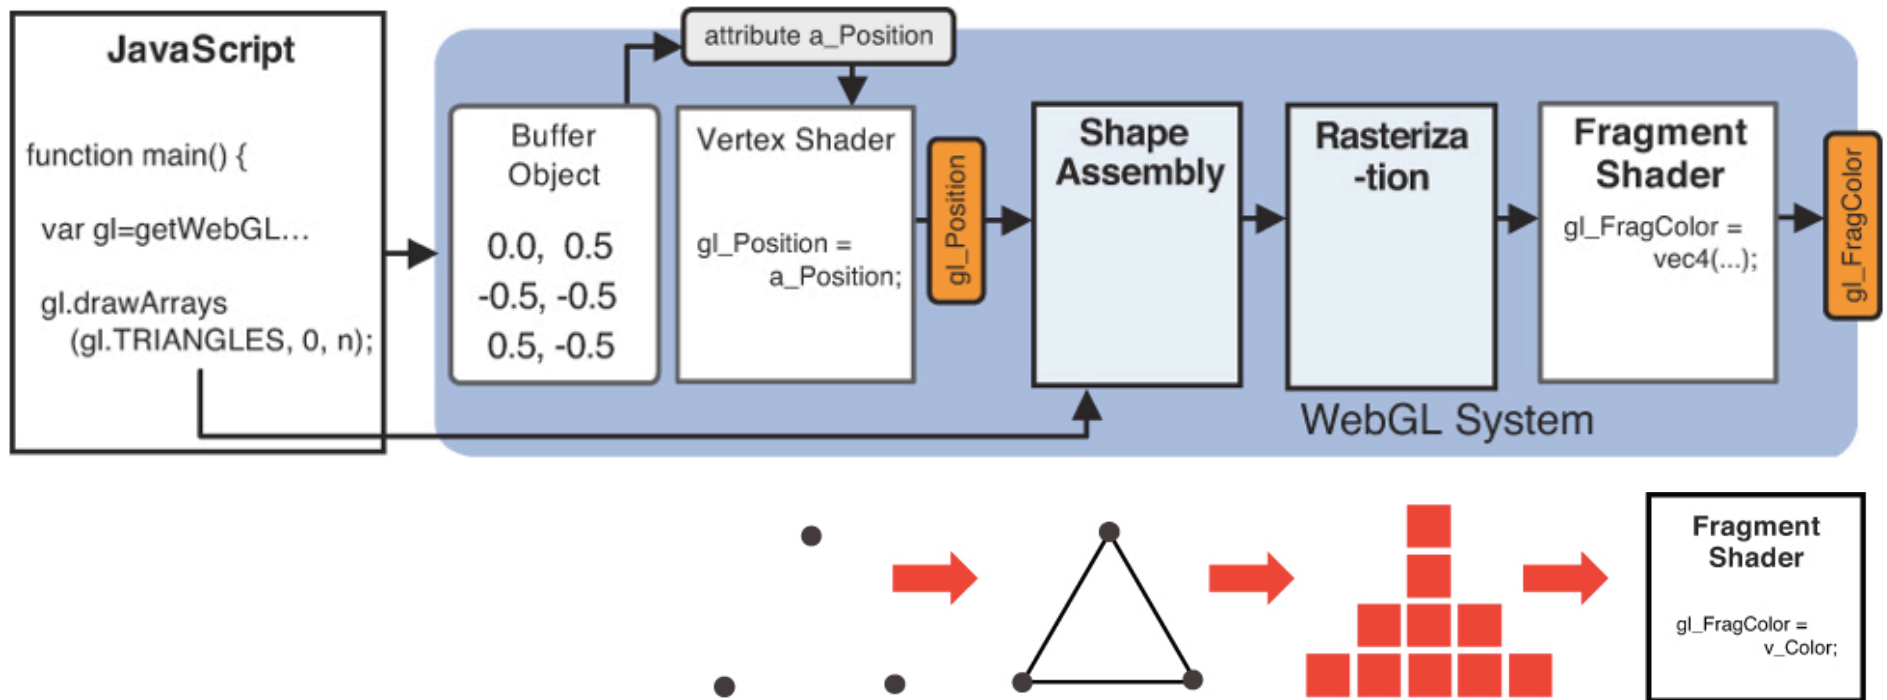 JavaScript
function main() {
var gl=getWebGL...
gl.drawArrays
(gl.TRIANGLES, 0, n);
attribute a_Position
Buffer
Object
0.0, 0.5
-0.5, -0.5
0.5, -0.5
Vertex Shader
gl_Position =
a_Position;
gl_Position
Shape
Assembly
Rasteriza
-tion
Fragment
Shader
gl_FragColor =
vec4(...);
gl_FragColor
WebGL System
Fragment
Shader
gl_FragColor =
v_Color;